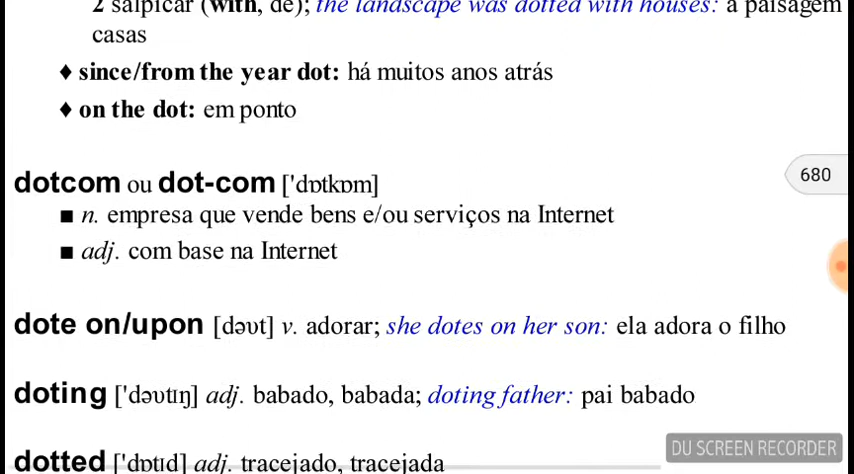 2 salpicar (with, de); the landscape was dotted with houses: a paisagem
casas
♦ since/from the year dot: há muitos anos atrás
♦ on the dot: em ponto
dotcom ou dot-com ['dɒtkɒm]
680
■ n. empresa que vende bens e/ou serviços na Internet
■ adj. com base na Internet
dote on/upon [dəʊt] v. adorar; she dotes on her son: ela adora o filho
doting ['dəʊtɪŋ] adj. babado, babada; doting father: pai babado
DU SCREEN RECORDER
dotted ['dɒtɪd] adj. tracejado, tracejada